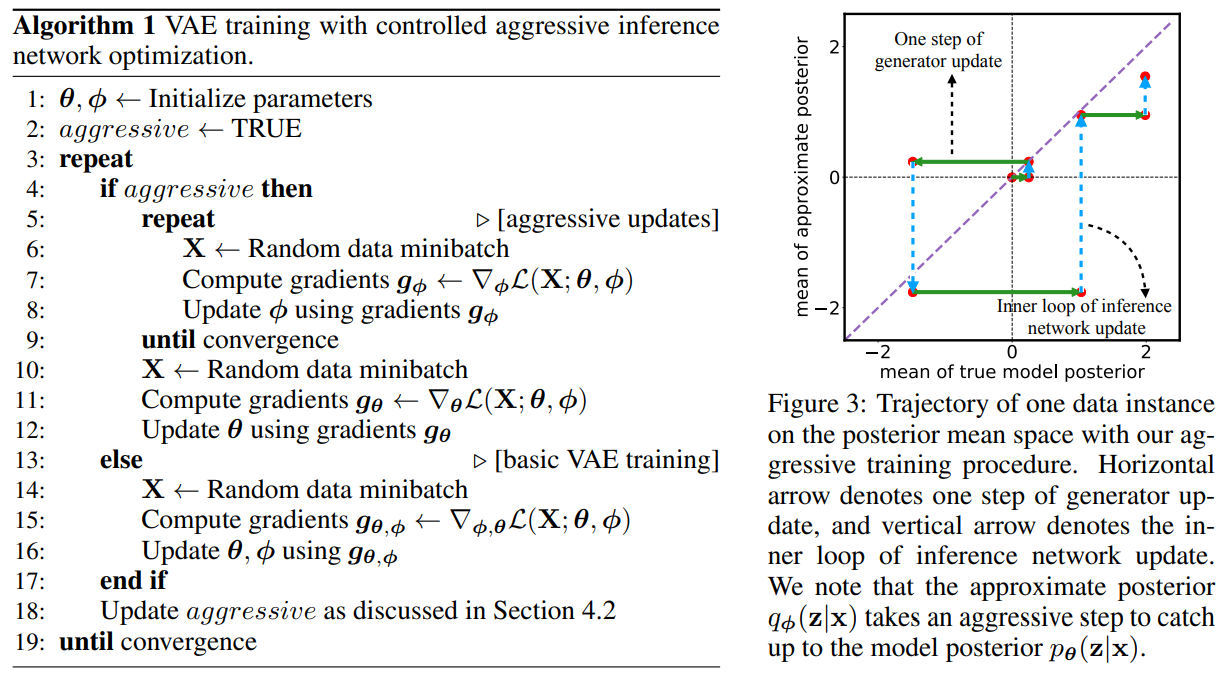 Algorithm 1 VAE training with controlled aggressive inference
network optimization.
1: θ, ϕ ← Initialize parameters
2: aggressive ← TRUE
3: repeat
4: if aggressive then
5: repeat ▷ [aggressive updates]
6: X ← Random data minibatch
7: Compute gradients g_ϕ ← ∇_ϕ ℒ(X; θ, ϕ)
8: Update ϕ using gradients g_ϕ
9: until convergence
10: X ← Random data minibatch
11: Compute gradients g_θ ← ∇_θ ℒ(X; θ, ϕ)
12: Update θ using gradients g_θ
13: else ▷ [basic VAE training]
14: X ← Random data minibatch
15: Compute gradients g_θ,ϕ ← ∇_ϕ,θ ℒ(X; θ, ϕ)
16: Update θ, ϕ using g_θ,ϕ
17: end if
18: Update aggressive as discussed in Section 4.2
19: until convergence
mean of approximate posterior
2
0
−2
One step of
generator update
Inner loop of inference
network update
−2 0 2
mean of true model posterior
Figure 3: Trajectory of one data instance
on the posterior mean space with our ag-
gressive training procedure. Horizontal
arrow denotes one step of generator up-
date, and vertical arrow denotes the in-
ner loop of inference network update.
We note that the approximate posterior
q_ϕ(z|x) takes an aggressive step to catch
up to the model posterior p_θ(z|x).